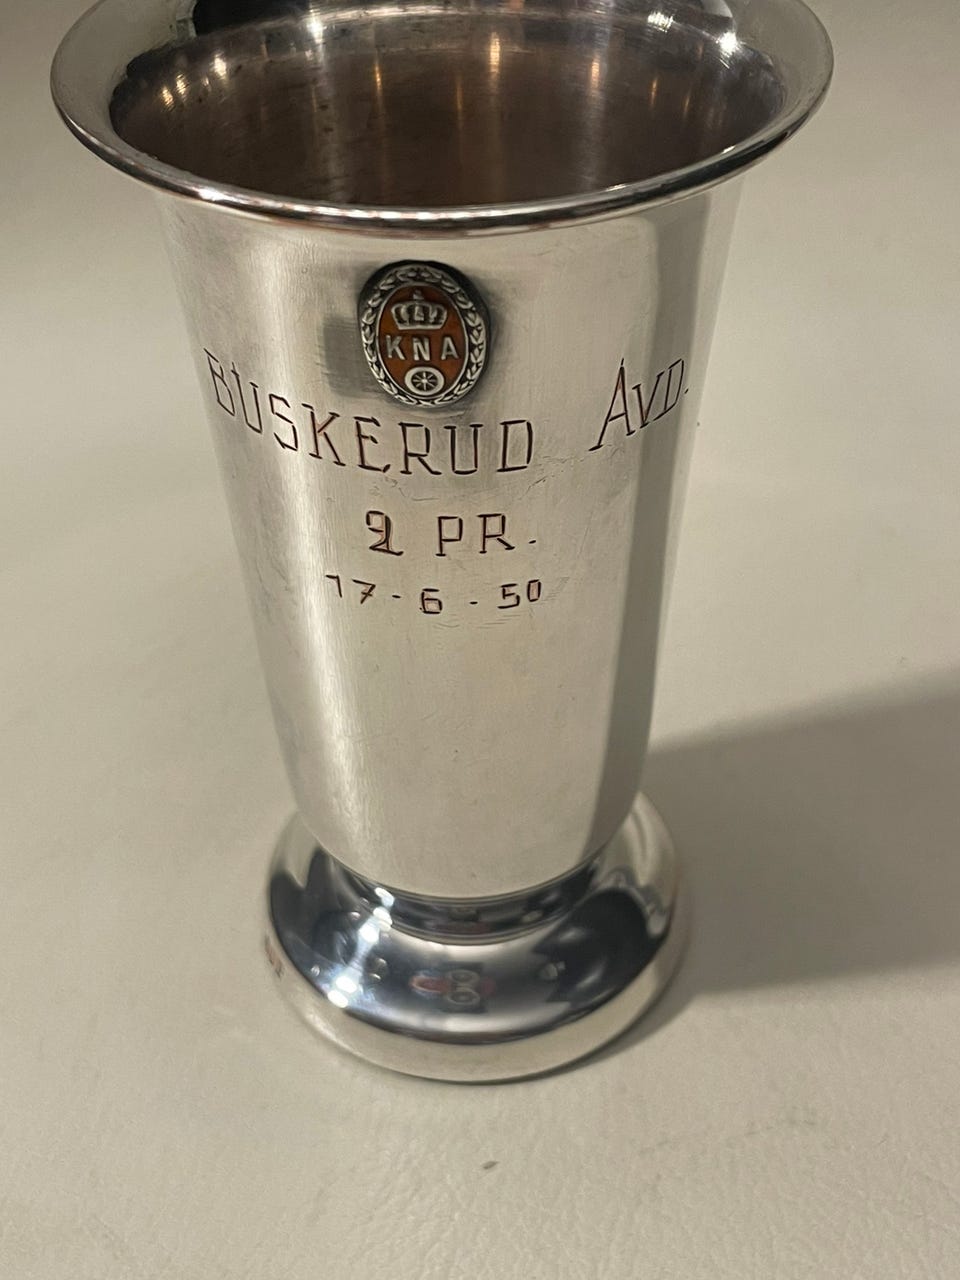 KNA
BUSKERUD AVD.
2 PR.
17-6-50